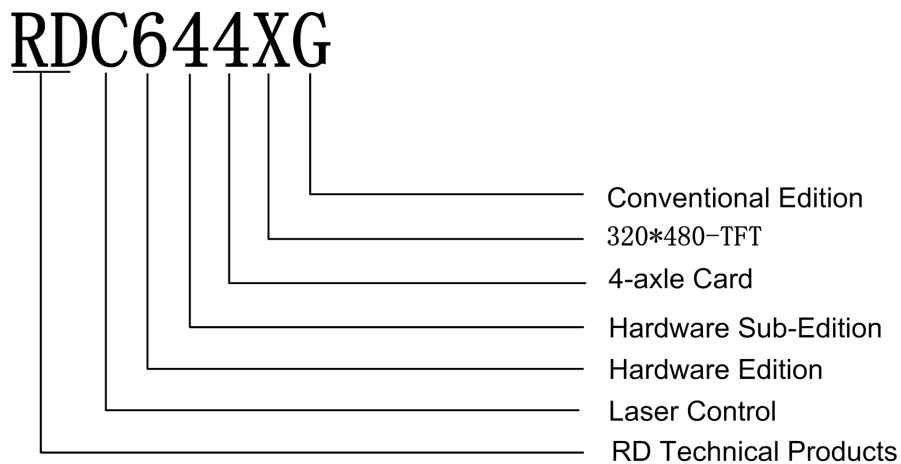 RDC644XG
Conventional Edition
320*480-TFT
4-axle Card
Hardware Sub-Edition
Hardware Edition
Laser Control
RD Technical Products